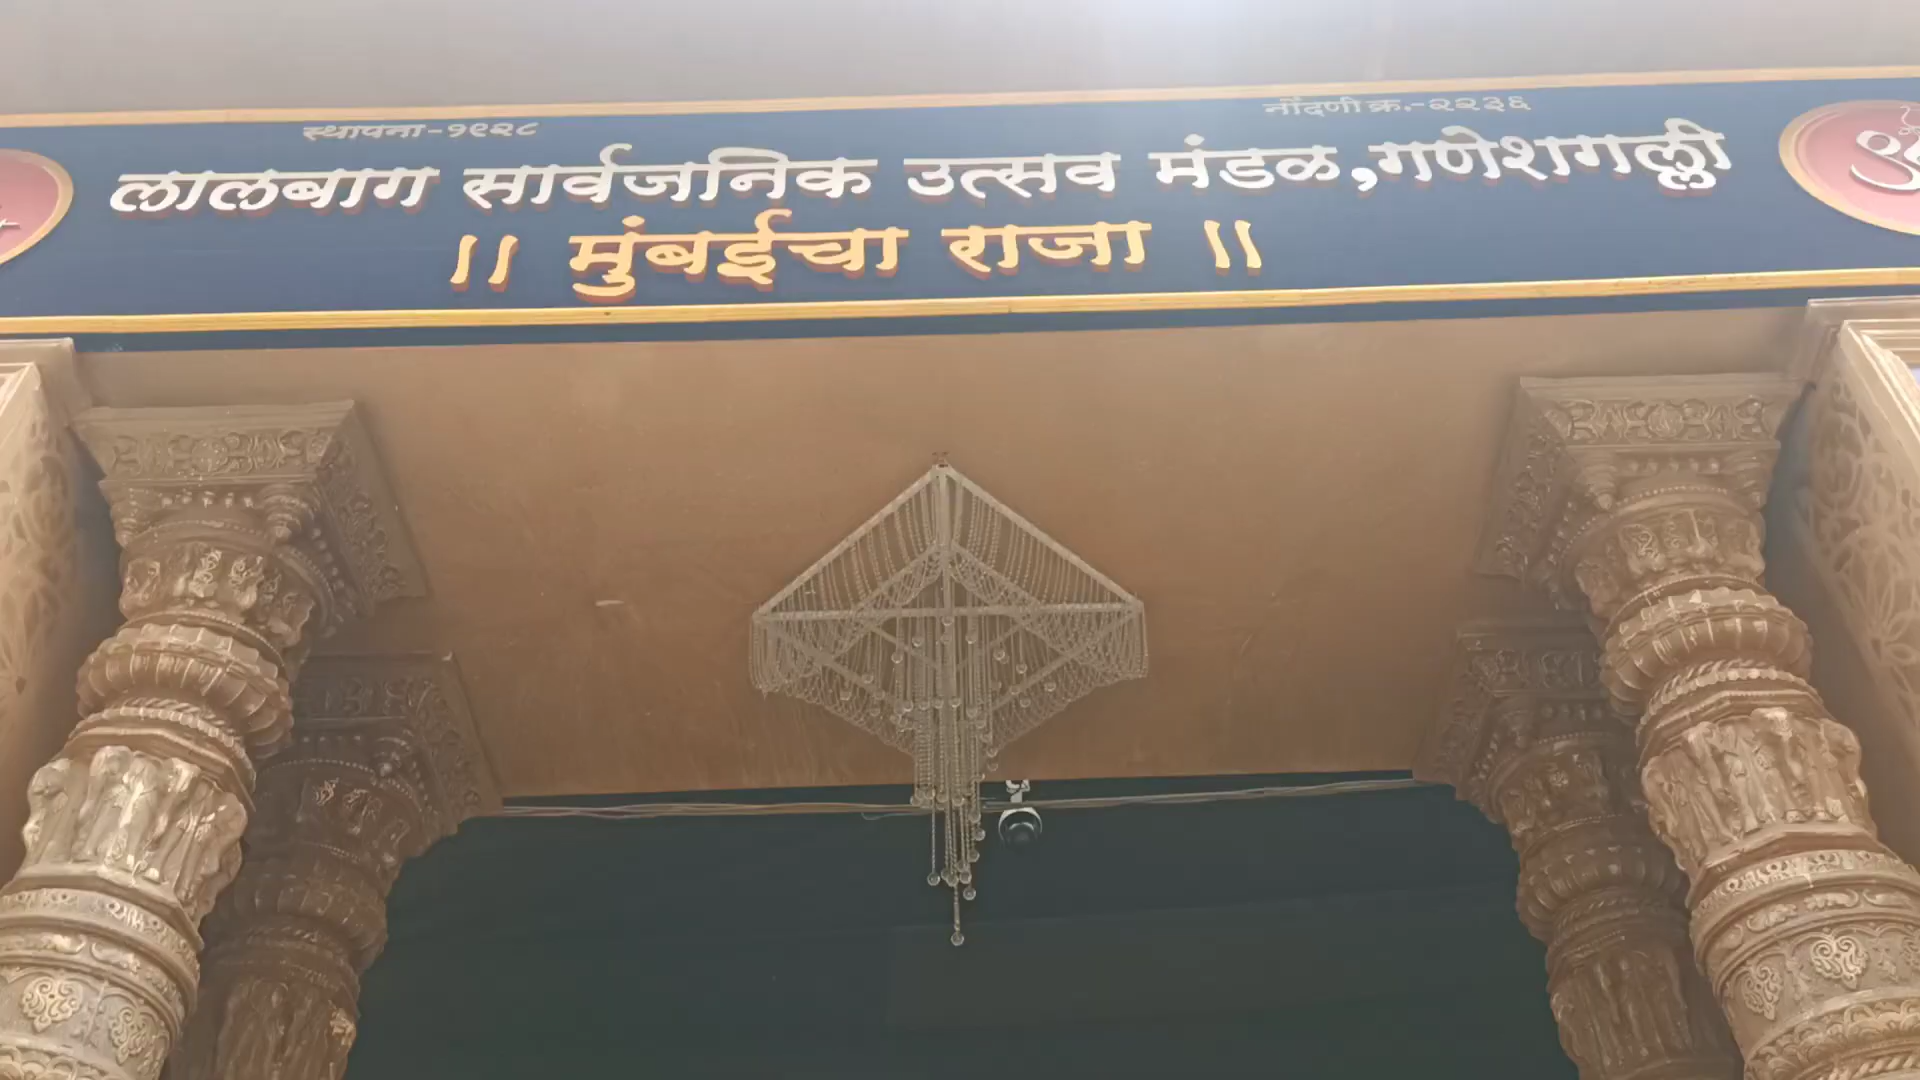 स्थापना-१९२८
नोंदणी क्र.-२२३६
लालबाग सार्वजनिक उत्सव मंडळ,गणेशगल्ली
।। मुंबईचा राजा ।।